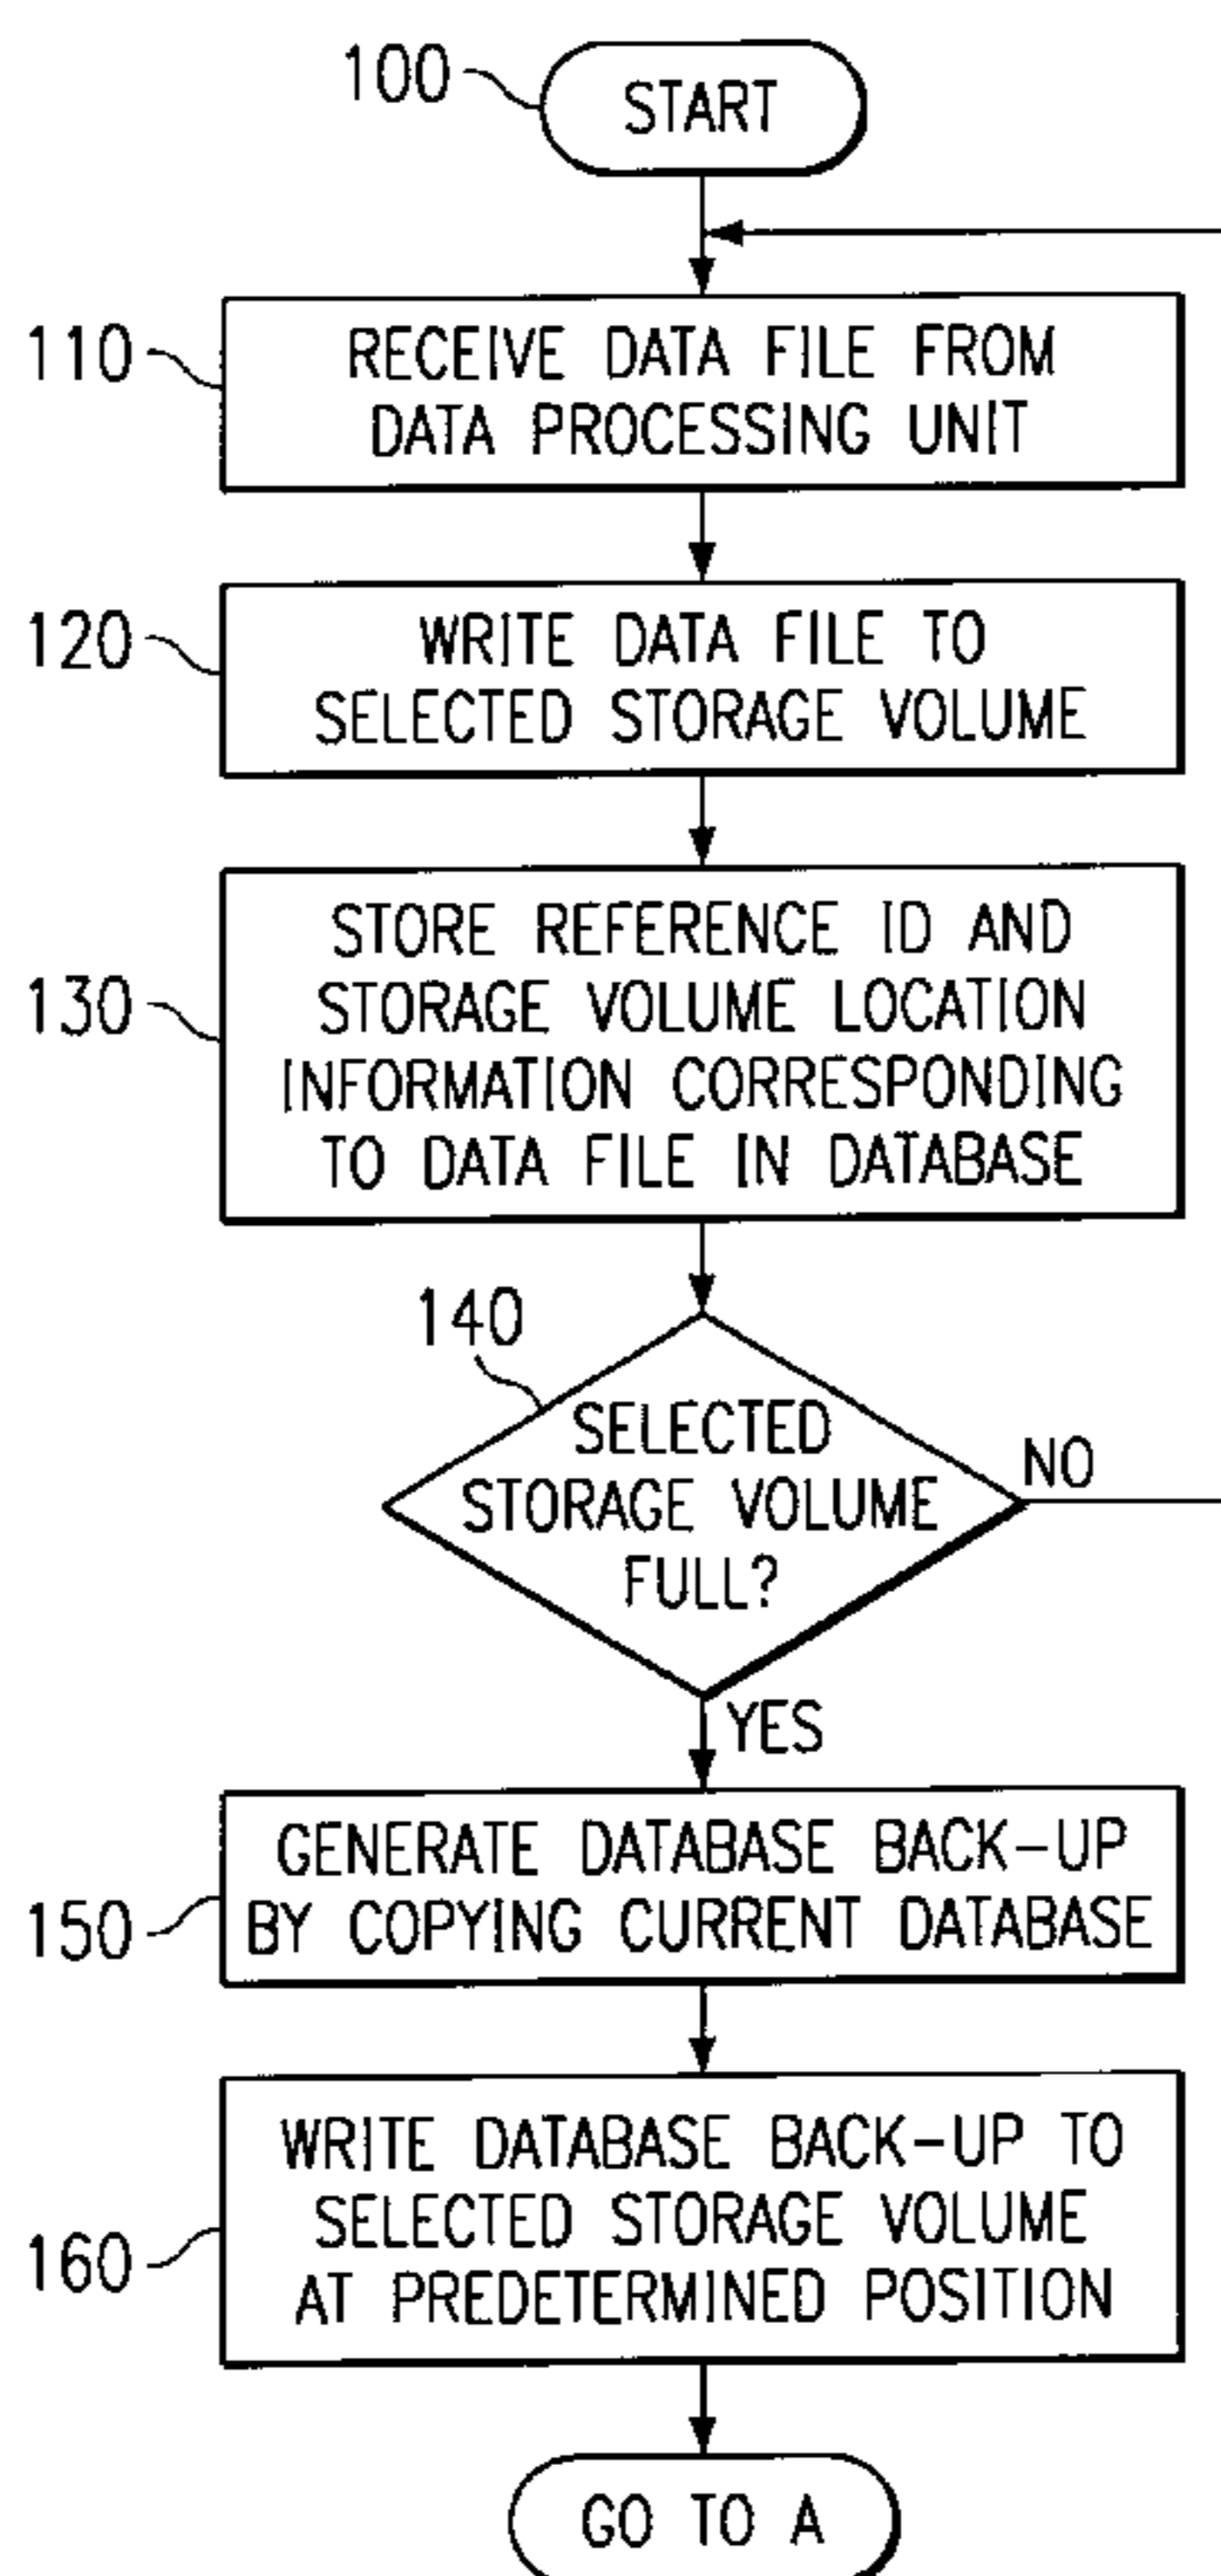 100
START
110
RECEIVE DATA FILE FROM
DATA PROCESSING UNIT
120
WRITE DATA FILE TO
SELECTED STORAGE VOLUME
130
STORE REFERENCE ID AND
STORAGE VOLUME LOCATION
INFORMATION CORRESPONDING
TO DATA FILE IN DATABASE
140
SELECTED
STORAGE VOLUME
FULL?
NO
YES
150
GENERATE DATABASE BACK-UP
BY COPYING CURRENT DATABASE
160
WRITE DATABASE BACK-UP TO
SELECTED STORAGE VOLUME
AT PREDETERMINED POSITION
GO TO A